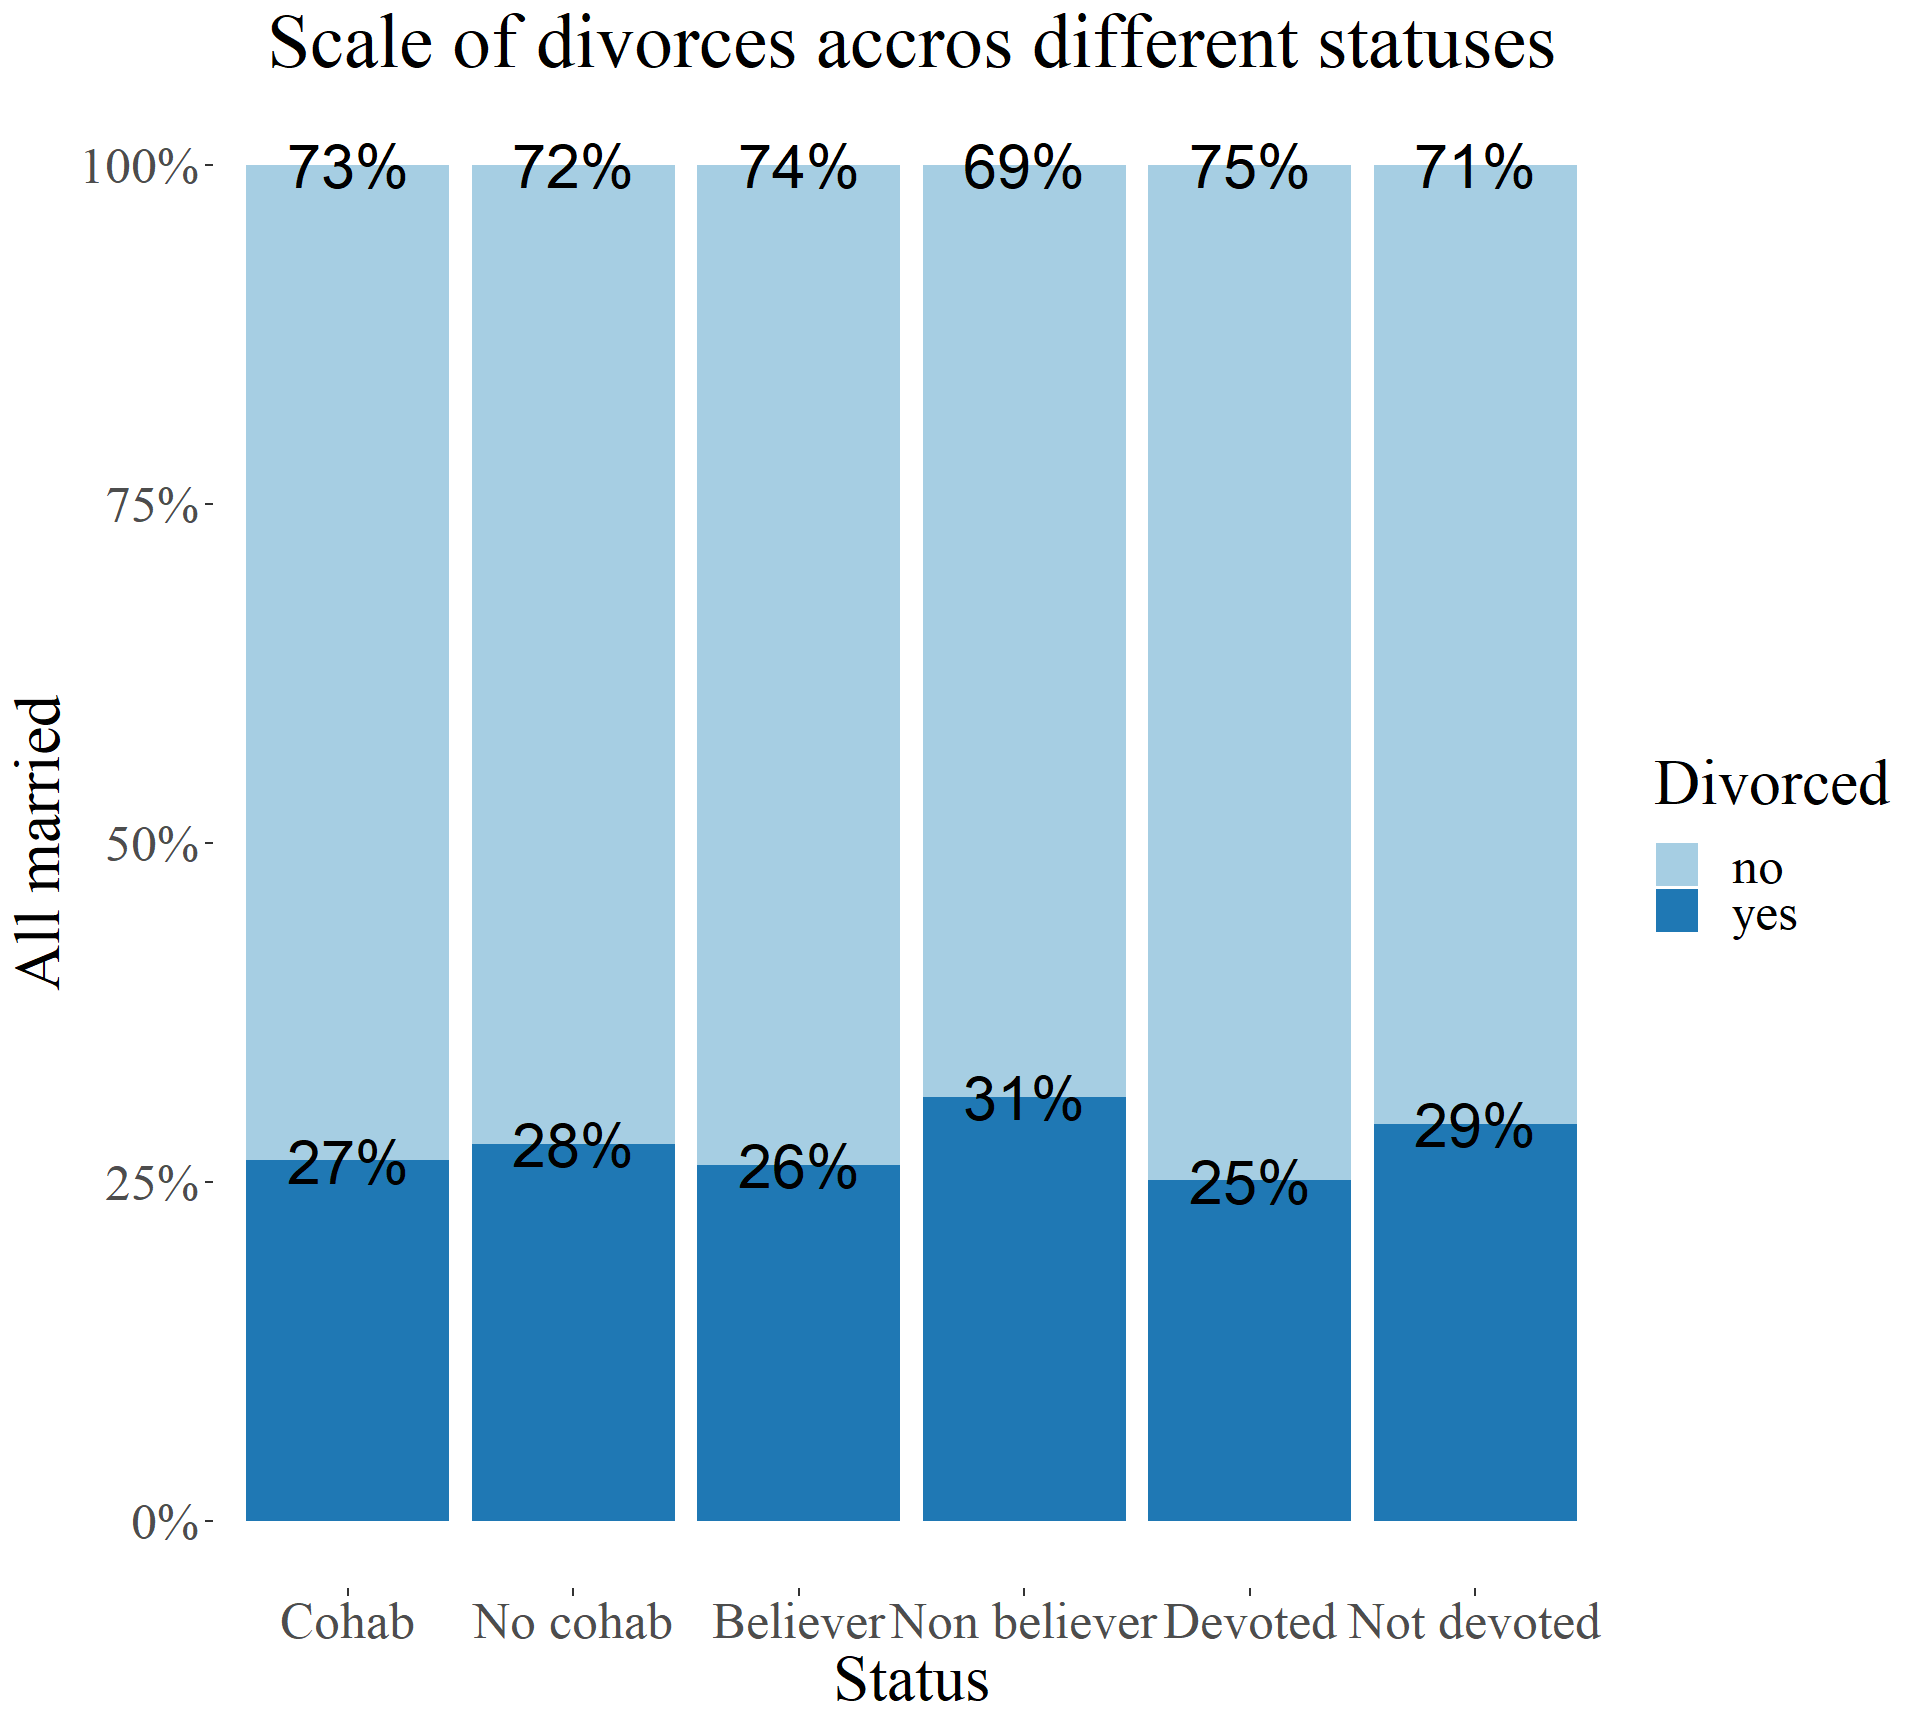 Scale of divorces accros different statuses
100%
75%
50%
25%
0%
All married
73% 72% 74% 69% 75% 71%
27% 28% 26% 31% 25% 29%
Cohab No cohab Believer Non believer Devoted Not devoted
Status
Divorced
no
yes